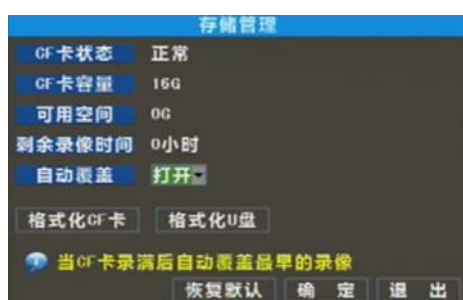 存储管理
CF卡状态 正常
CF卡容量 16G
可用空间 0G
剩余录像时间 0小时
自动覆盖 打开
格式化CF卡 格式化U盘
当CF卡录满后自动覆盖最早的录像
恢复默认 确 定 退 出